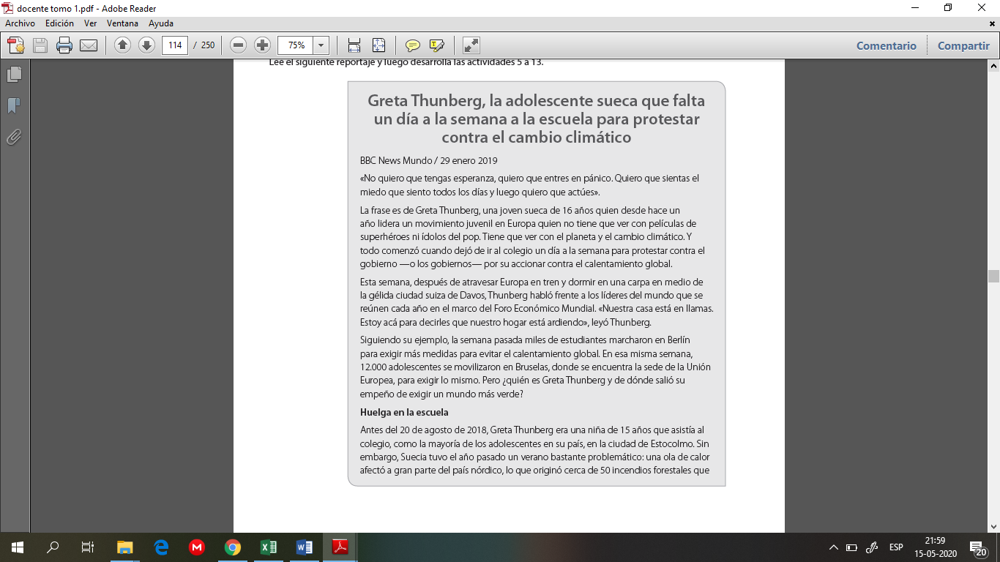 docente tomo 1.pdf - Adobe Reader
Archivo Edición Ver Ventana Ayuda
114 / 250 75% Comentario Compartir
Lee el siguiente reportaje y luego desarrolla las actividades 5 a 13.
Greta Thunberg, la adolescente sueca que falta
un día a la semana a la escuela para protestar
contra el cambio climático
BBC News Mundo / 29 enero 2019
«No quiero que tengas esperanza, quiero que entres en pánico. Quiero que sientas el
miedo que siento todos los días y luego quiero que actúes».
La frase es de Greta Thunberg, una joven sueca de 16 años quien desde hace un
año lidera un movimiento juvenil en Europa quien no tiene que ver con películas de
superhéroes ni ídolos del pop. Tiene que ver con el planeta y el cambio climático. Y
todo comenzó cuando dejó de ir al colegio un día a la semana para protestar contra el
gobierno —o los gobiernos— por su accionar contra el calentamiento global.
Esta semana, después de atravesar Europa en tren y dormir en una carpa en medio de
la gélida ciudad suiza de Davos, Thunberg habló frente a los líderes del mundo que se
reúnen cada año en el marco del Foro Económico Mundial. «Nuestra casa está en llamas.
Estoy acá para decirles que nuestro hogar está ardiendo», leyó Thunberg.
Siguiendo su ejemplo, la semana pasada miles de estudiantes marcharon en Berlín
para exigir más medidas para evitar el calentamiento global. En esa misma semana,
12.000 adolescentes se movilizaron en Bruselas, donde se encuentra la sede de la Unión
Europea, para exigir lo mismo. Pero ¿quién es Greta Thunberg y de dónde salió su
empeño de exigir un mundo más verde?
Huelga en la escuela
Antes del 20 de agosto de 2018, Greta Thunberg era una niña de 15 años que asistía al
colegio, como la mayoría de los adolescentes en su país, en la ciudad de Estocolmo. Sin
embargo, Suecia tuvo el año pasado un verano bastante problemático: una ola de calor
afectó a gran parte del país nórdico, lo que originó cerca de 50 incendios forestales que
ESP
21:59
15-05-2020
20